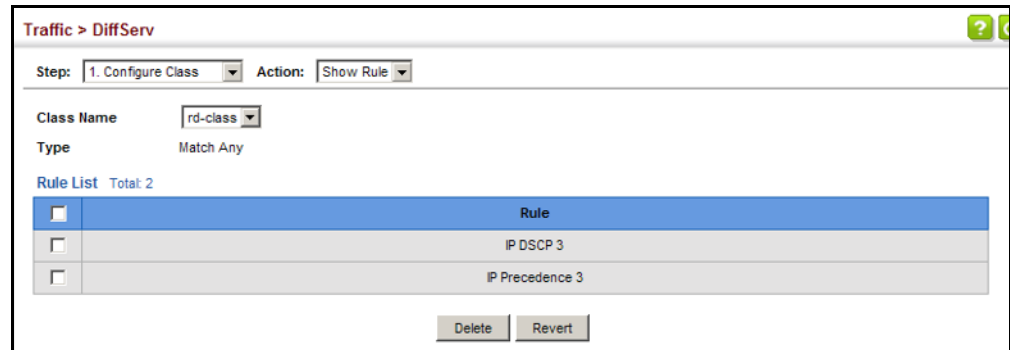 Traffic > DiffServ
?
Step: 1. Configure Class Action: Show Rule
Class Name rd-class
Type Match Any
Rule List Total: 2
Rule
IP DSCP 3
IP Precedence 3
Delete Revert